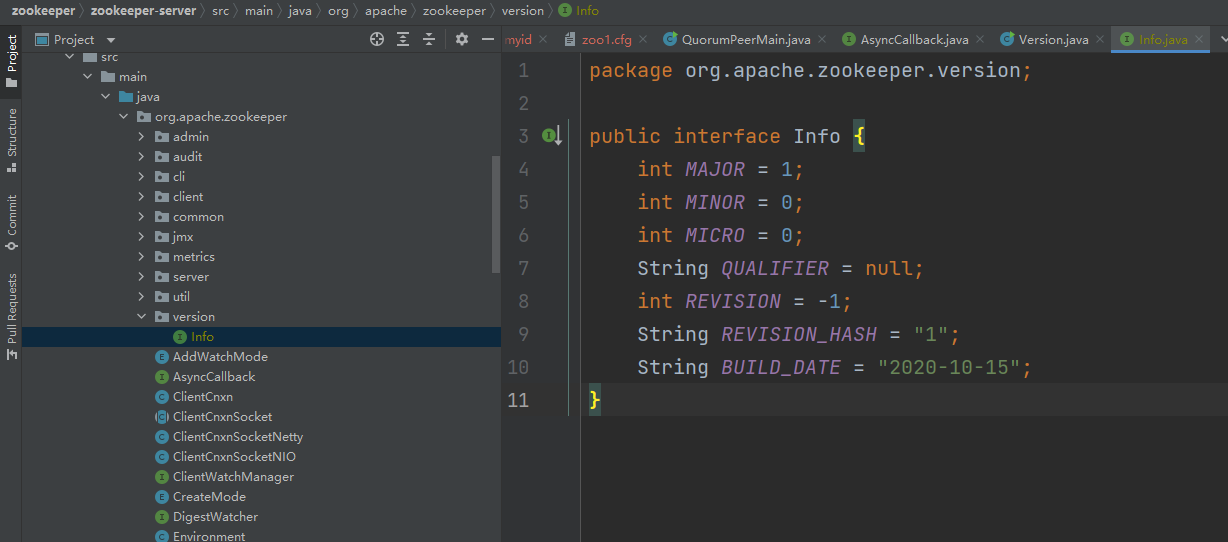 zookeeper
zookeeper-server
src
main
java
org
apache
zookeeper
version
Info
Project
Structure
Commit
Pull Requests
Project
src
main
java
org.apache.zookeeper
admin
audit
cli
client
common
jmx
metrics
server
util
version
Info
AddWatchMode
AsyncCallback
ClientCnxn
ClientCnxnSocket
ClientCnxnSocketNetty
ClientCnxnSocketNIO
ClientWatchManager
CreateMode
DigestWatcher
Environment
myid
zoo1.cfg
QuorumPeerMain.java
AsyncCallback.java
Version.java
Info.java
1 package org.apache.zookeeper.version;
2
3 public interface Info {
4 int MAJOR = 1;
5 int MINOR = 0;
6 int MICRO = 0;
7 String QUALIFIER = null;
8 int REVISION = -1;
9 String REVISION_HASH = "1";
10 String BUILD_DATE = "2020-10-15";
11 }